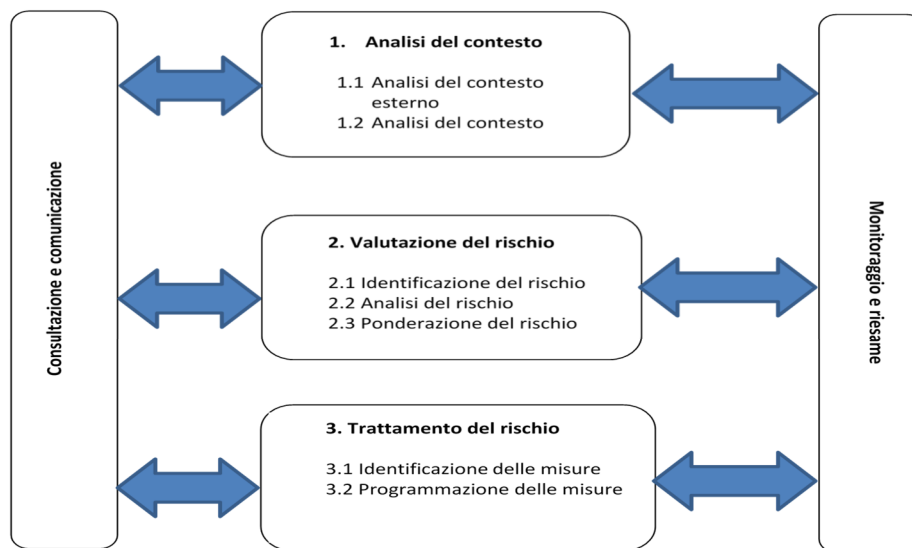 Consultazione e comunicazione
1. Analisi del contesto
1.1 Analisi del contesto
esterno
1.2 Analisi del contesto
2. Valutazione del rischio
2.1 Identificazione del rischio
2.2 Analisi del rischio
2.3 Ponderazione del rischio
3. Trattamento del rischio
3.1 Identificazione delle misure
3.2 Programmazione delle misure
Monitoraggio e riesame